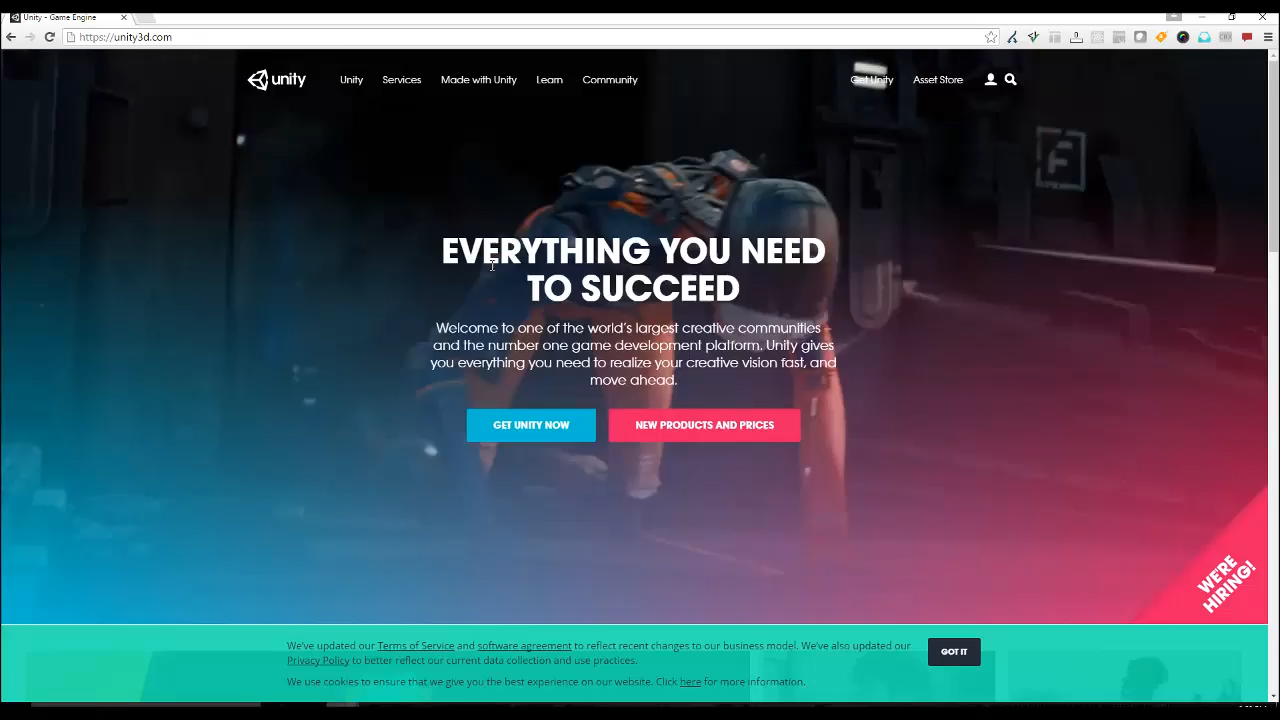 Unity - Game Engine
https://unity3d.com
unity Unity Services Made with Unity Learn Community Get Unity Asset Store
EVERYTHING YOU NEED
TO SUCCEED
Welcome to one of the world's largest creative communities –
and the number one game development platform. Unity gives
you everything you need to realize your creative vision fast, and
move ahead.
GET UNITY NOW NEW PRODUCTS AND PRICES
WE'RE
HIRING!
We've updated our Terms of Service and software agreement to reflect recent changes to our business model. We've also updated our
Privacy Policy to better reflect our current data collection and use practices.
GOT IT
We use cookies to ensure that we give you the best experience on our website. Click here for more information.